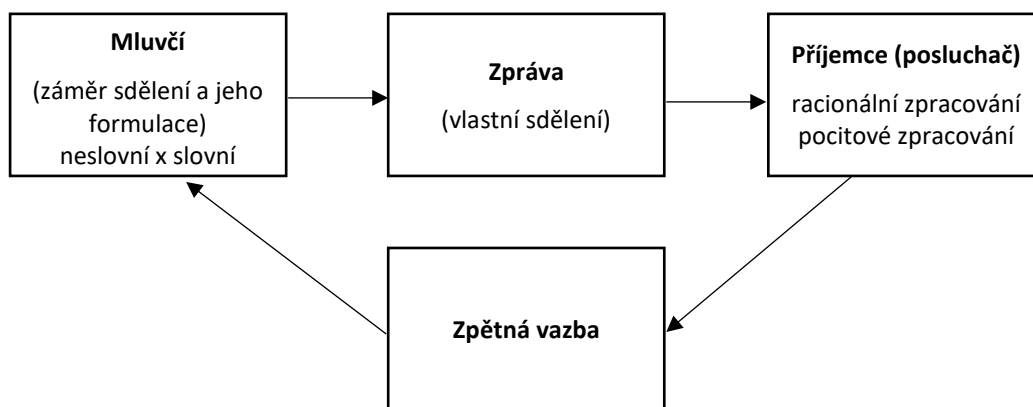 Mluvčí
(záměr sdělení a jeho
formulace)
neslovní x slovní
Zpráva
(vlastní sdělení)
Příjemce (posluchač)
racionální zpracování
pocitové zpracování
Zpětná vazba